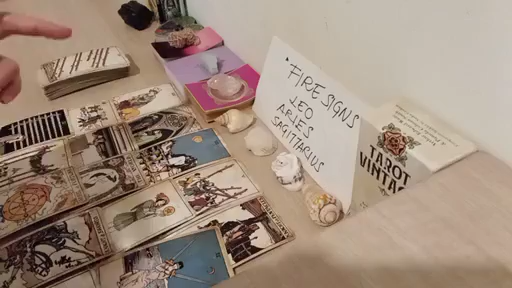 • FIRE SIGNS
LEO
ARIES
SAGITTARIUS
TAROT
VINTAG